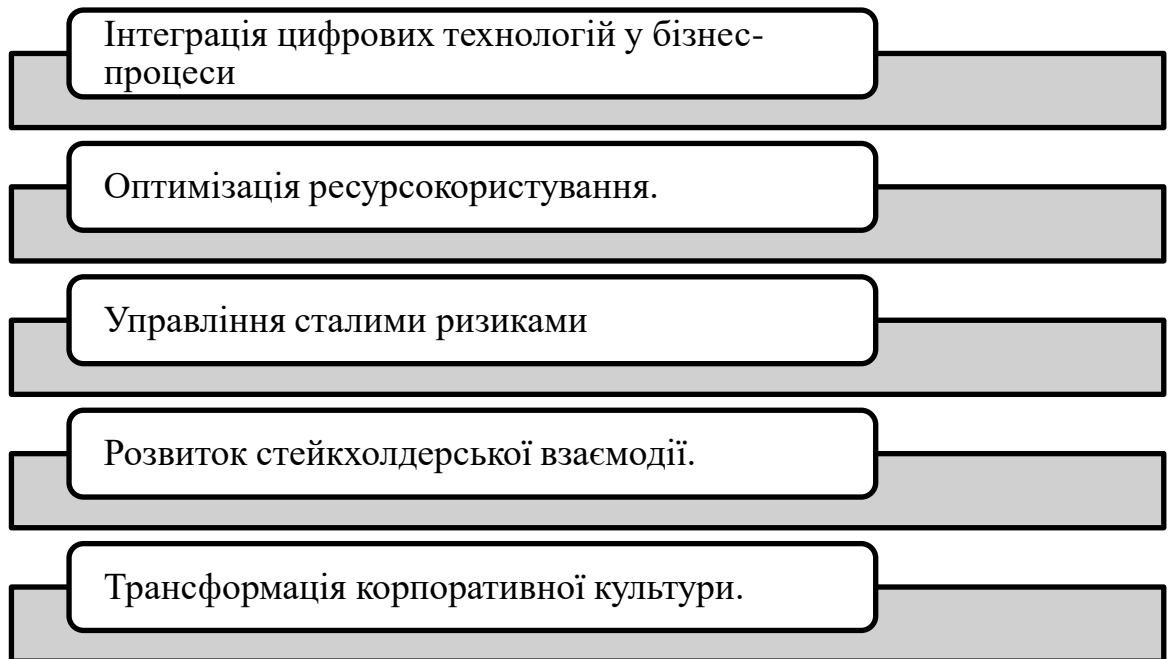 Інтеграція цифрових технологій у бізнес-
процеси
Оптимізація ресурсокористування.
Управління сталими ризиками
Розвиток стейкхолдерської взаємодії.
Трансформація корпоративної культури.